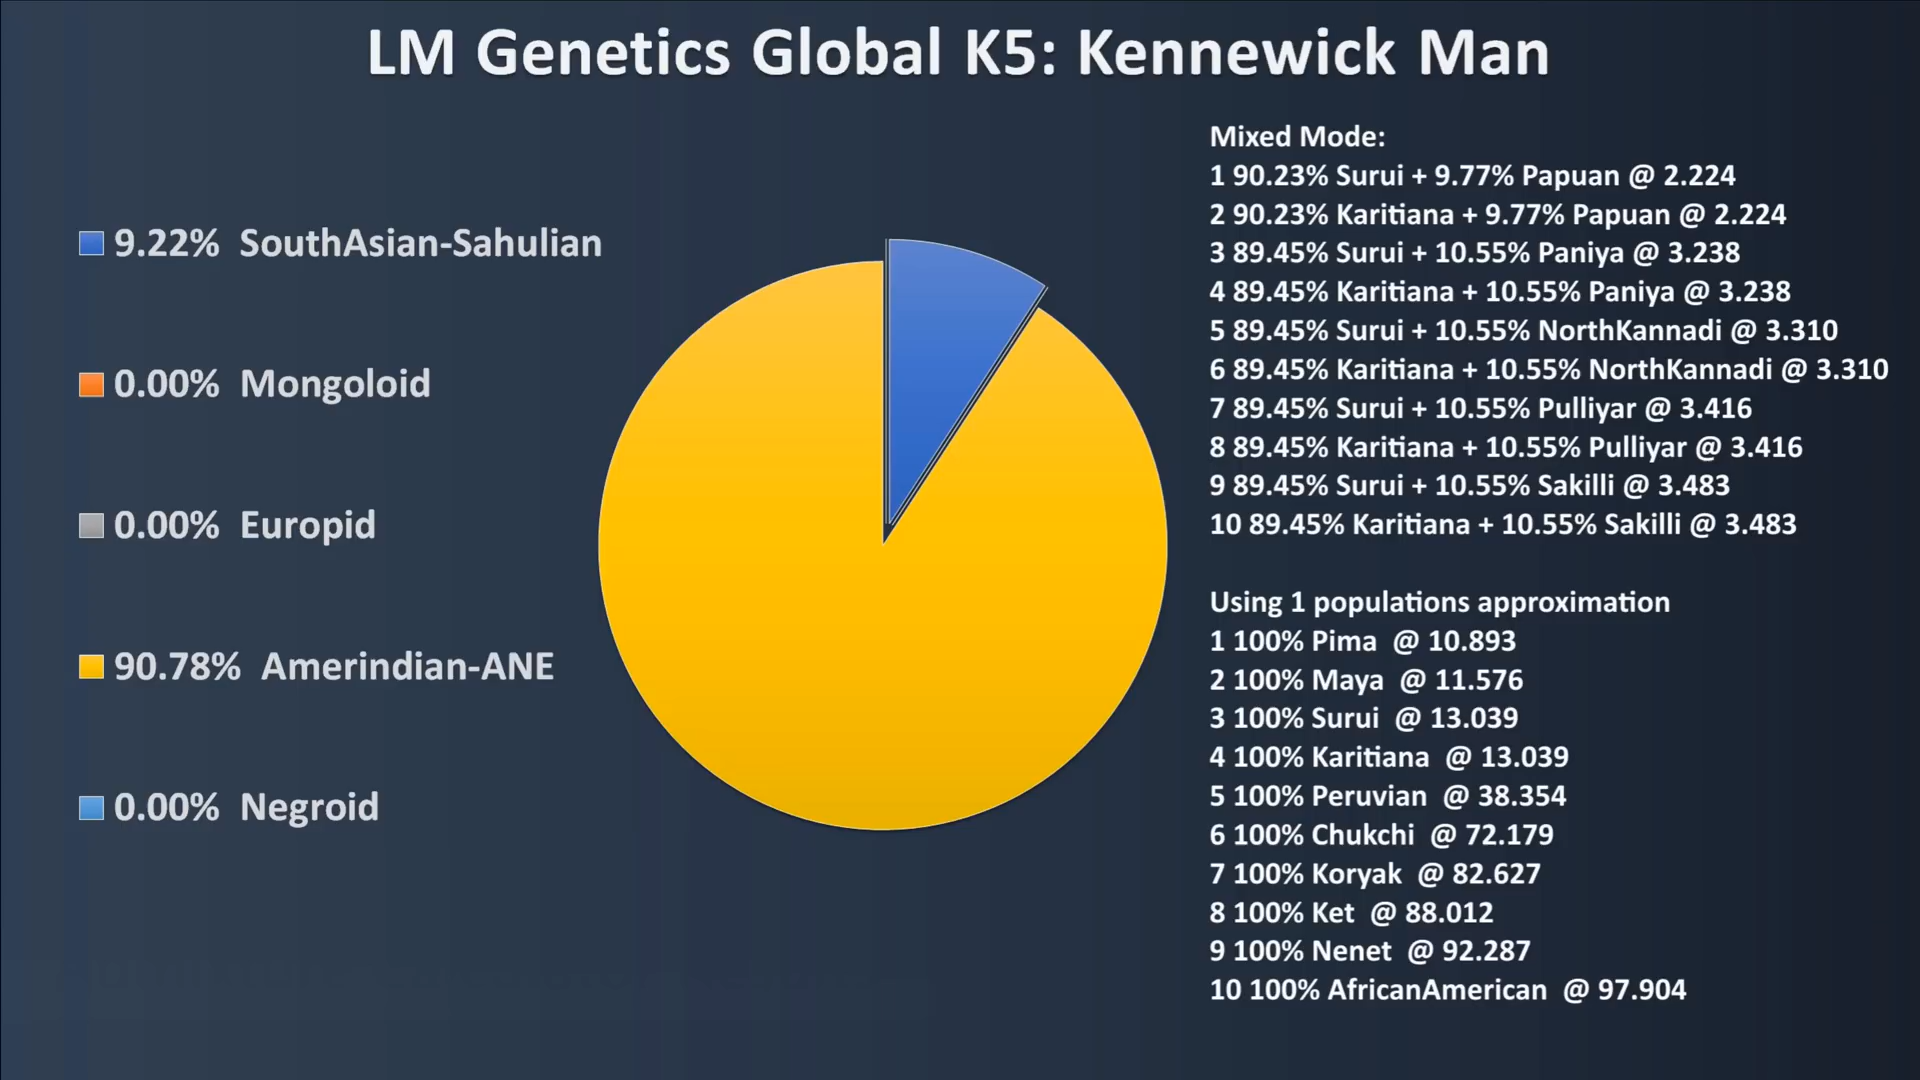 LM Genetics Global K5: Kennewick Man
9.22% SouthAsian-Sahulian
0.00% Mongoloid
0.00% Europid
90.78% Amerindian-ANE
0.00% Negroid
Mixed Mode:
1 90.23% Surui + 9.77% Papuan @ 2.224
2 90.23% Karitiana + 9.77% Papuan @ 2.224
3 89.45% Surui + 10.55% Paniya @ 3.238
4 89.45% Karitiana + 10.55% Paniya @ 3.238
5 89.45% Surui + 10.55% NorthKannadi @ 3.310
6 89.45% Karitiana + 10.55% NorthKannadi @ 3.310
7 89.45% Surui + 10.55% Pulliyar @ 3.416
8 89.45% Karitiana + 10.55% Pulliyar @ 3.416
9 89.45% Surui + 10.55% Sakilli @ 3.483
10 89.45% Karitiana + 10.55% Sakilli @ 3.483
Using 1 populations approximation
1 100% Pima @ 10.893
2 100% Maya @ 11.576
3 100% Surui @ 13.039
4 100% Karitiana @ 13.039
5 100% Peruvian @ 38.354
6 100% Chukchi @ 72.179
7 100% Koryak @ 82.627
8 100% Ket @ 88.012
9 100% Nenet @ 92.287
10 100% AfricanAmerican @ 97.904